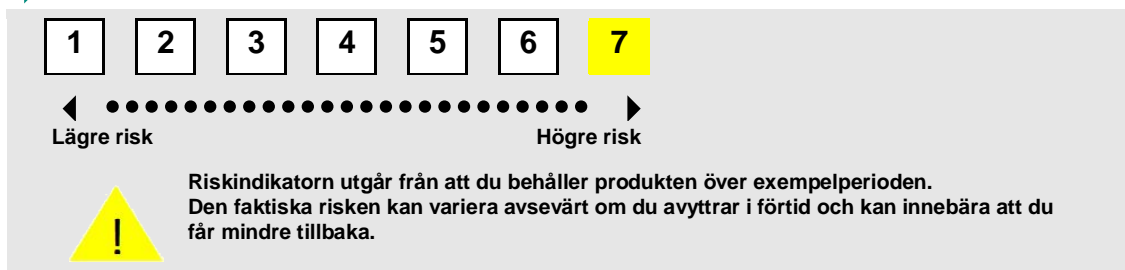 1 2 3 4 5 6 7
Lägre risk Högre risk
Riskindikatorn utgår från att du behåller produkten över exempelperioden.
Den faktiska risken kan variera avsevärt om du avyttrar i förtid och kan innebära att du
får mindre tillbaka.
!